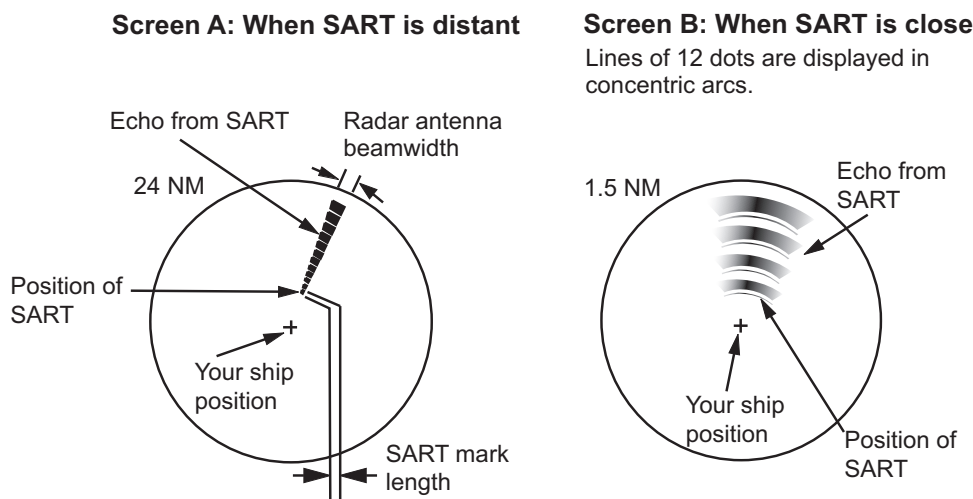 Screen A: When SART is distant
Echo from SART
Radar antenna
beamwidth
24 NM
Position of
SART
Your ship
position
SART mark
length
Screen B: When SART is close
Lines of 12 dots are displayed in
concentric arcs.
1.5 NM
Echo from
SART
Your ship
position
Position of
SART